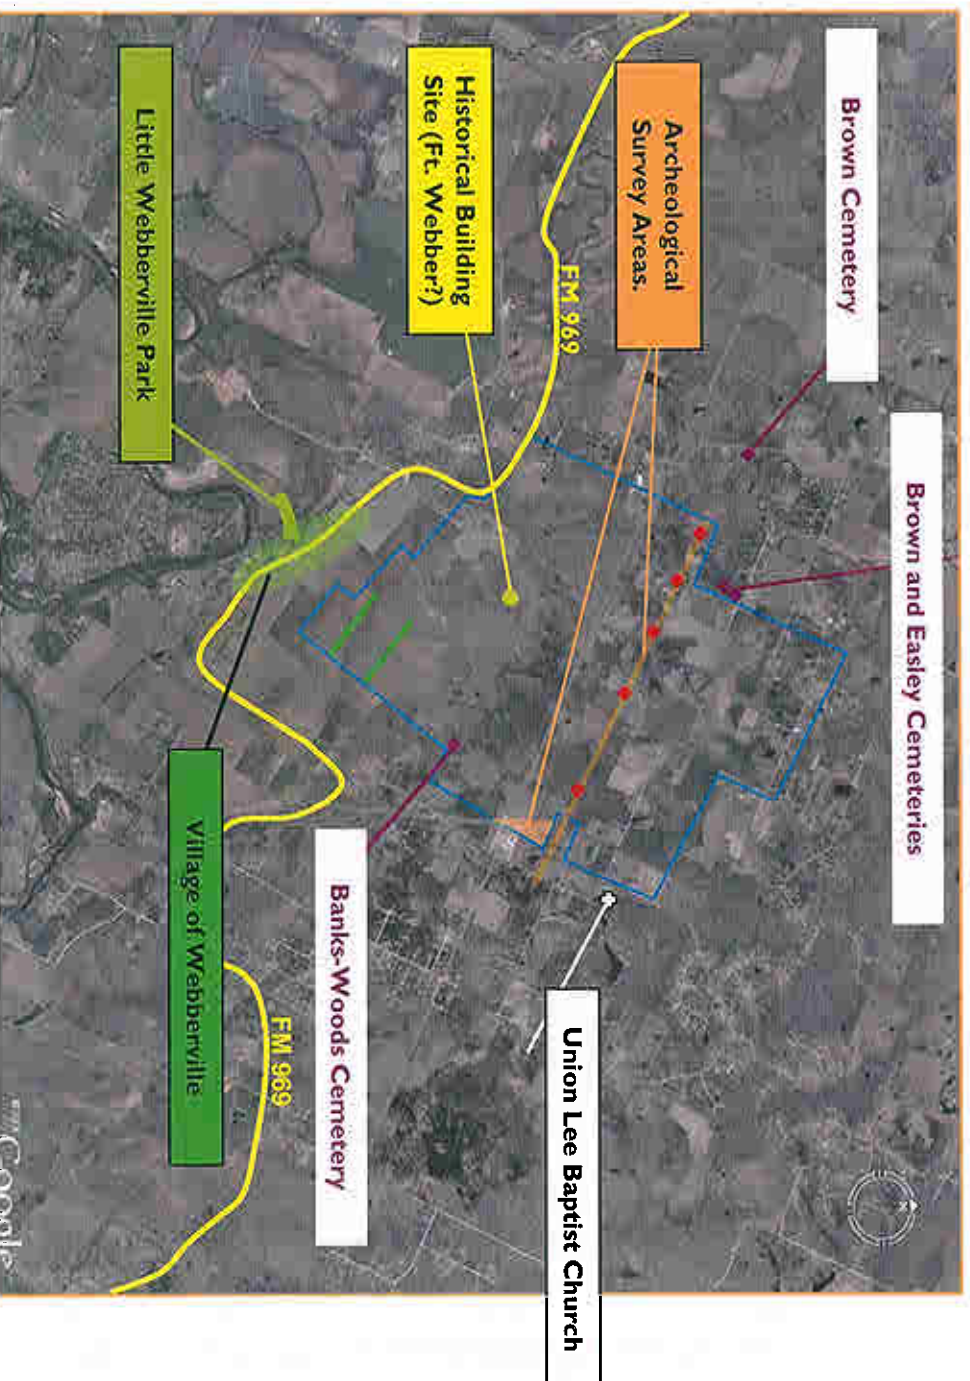 Brown Cemetery
Brown and Easley Cemeteries
Archeological
Survey Areas.
FM 969
Historical Building
Site (Ft. Webber?)
Little Webberville Park
Union Lee Baptist Church
Banks-Woods Cemetery
FM 969
Village of Webberville
N
Google